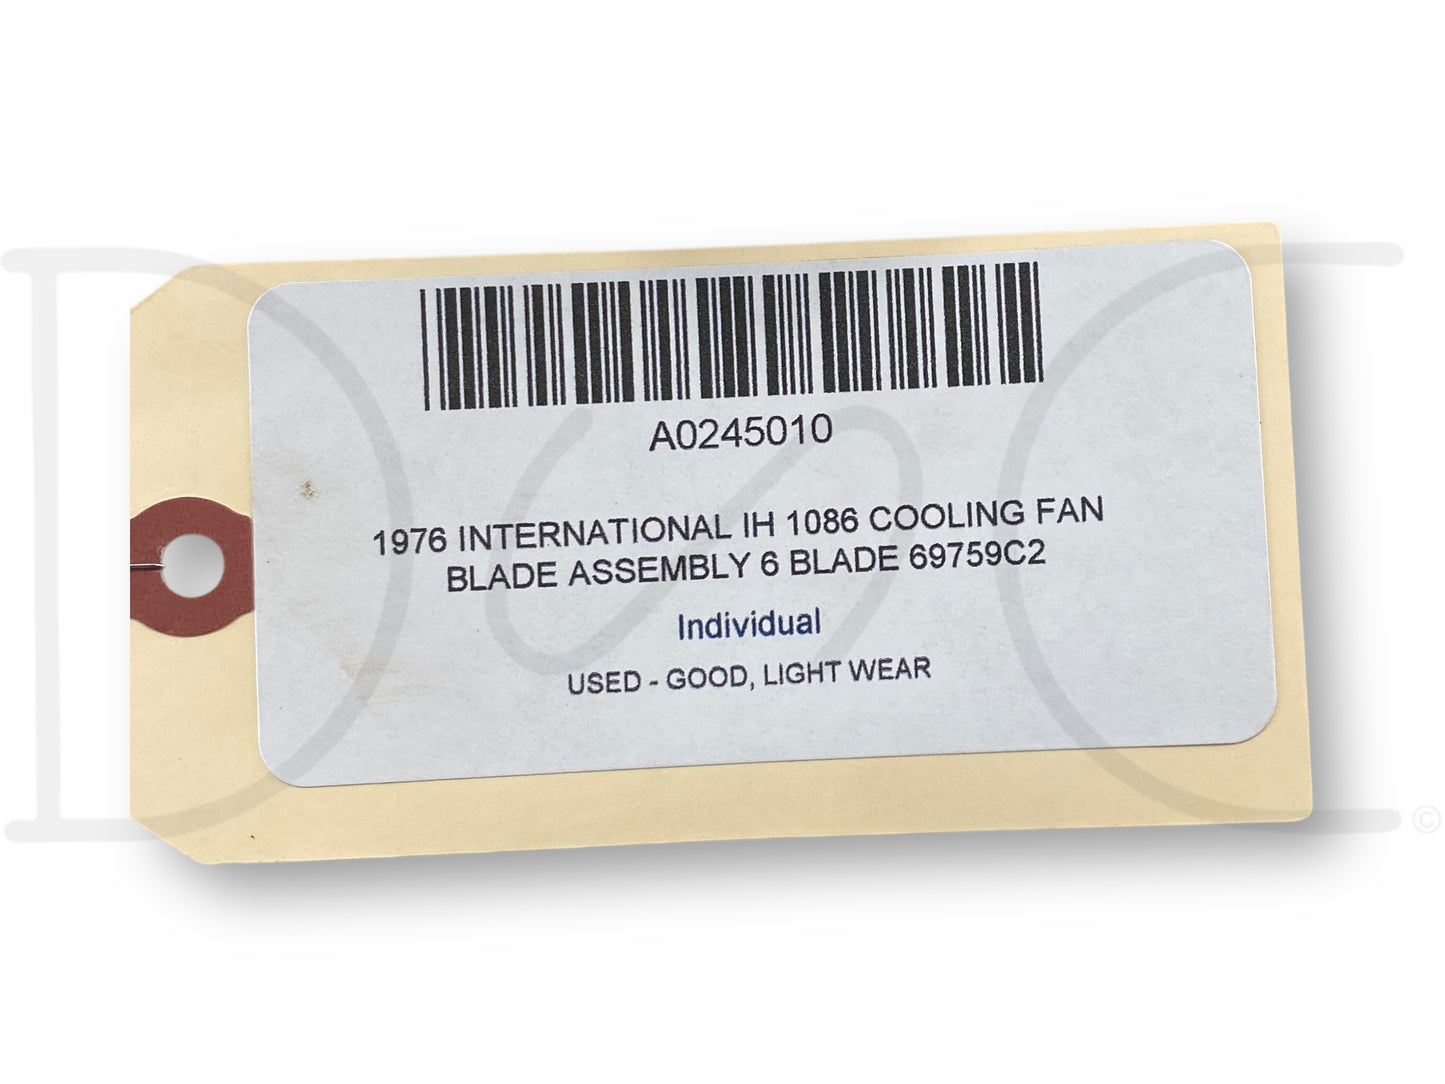 A0245010
1976 INTERNATIONAL IH 1086 COOLING FAN
BLADE ASSEMBLY 6 BLADE 69759C2
Individual
USED - GOOD, LIGHT WEAR
©